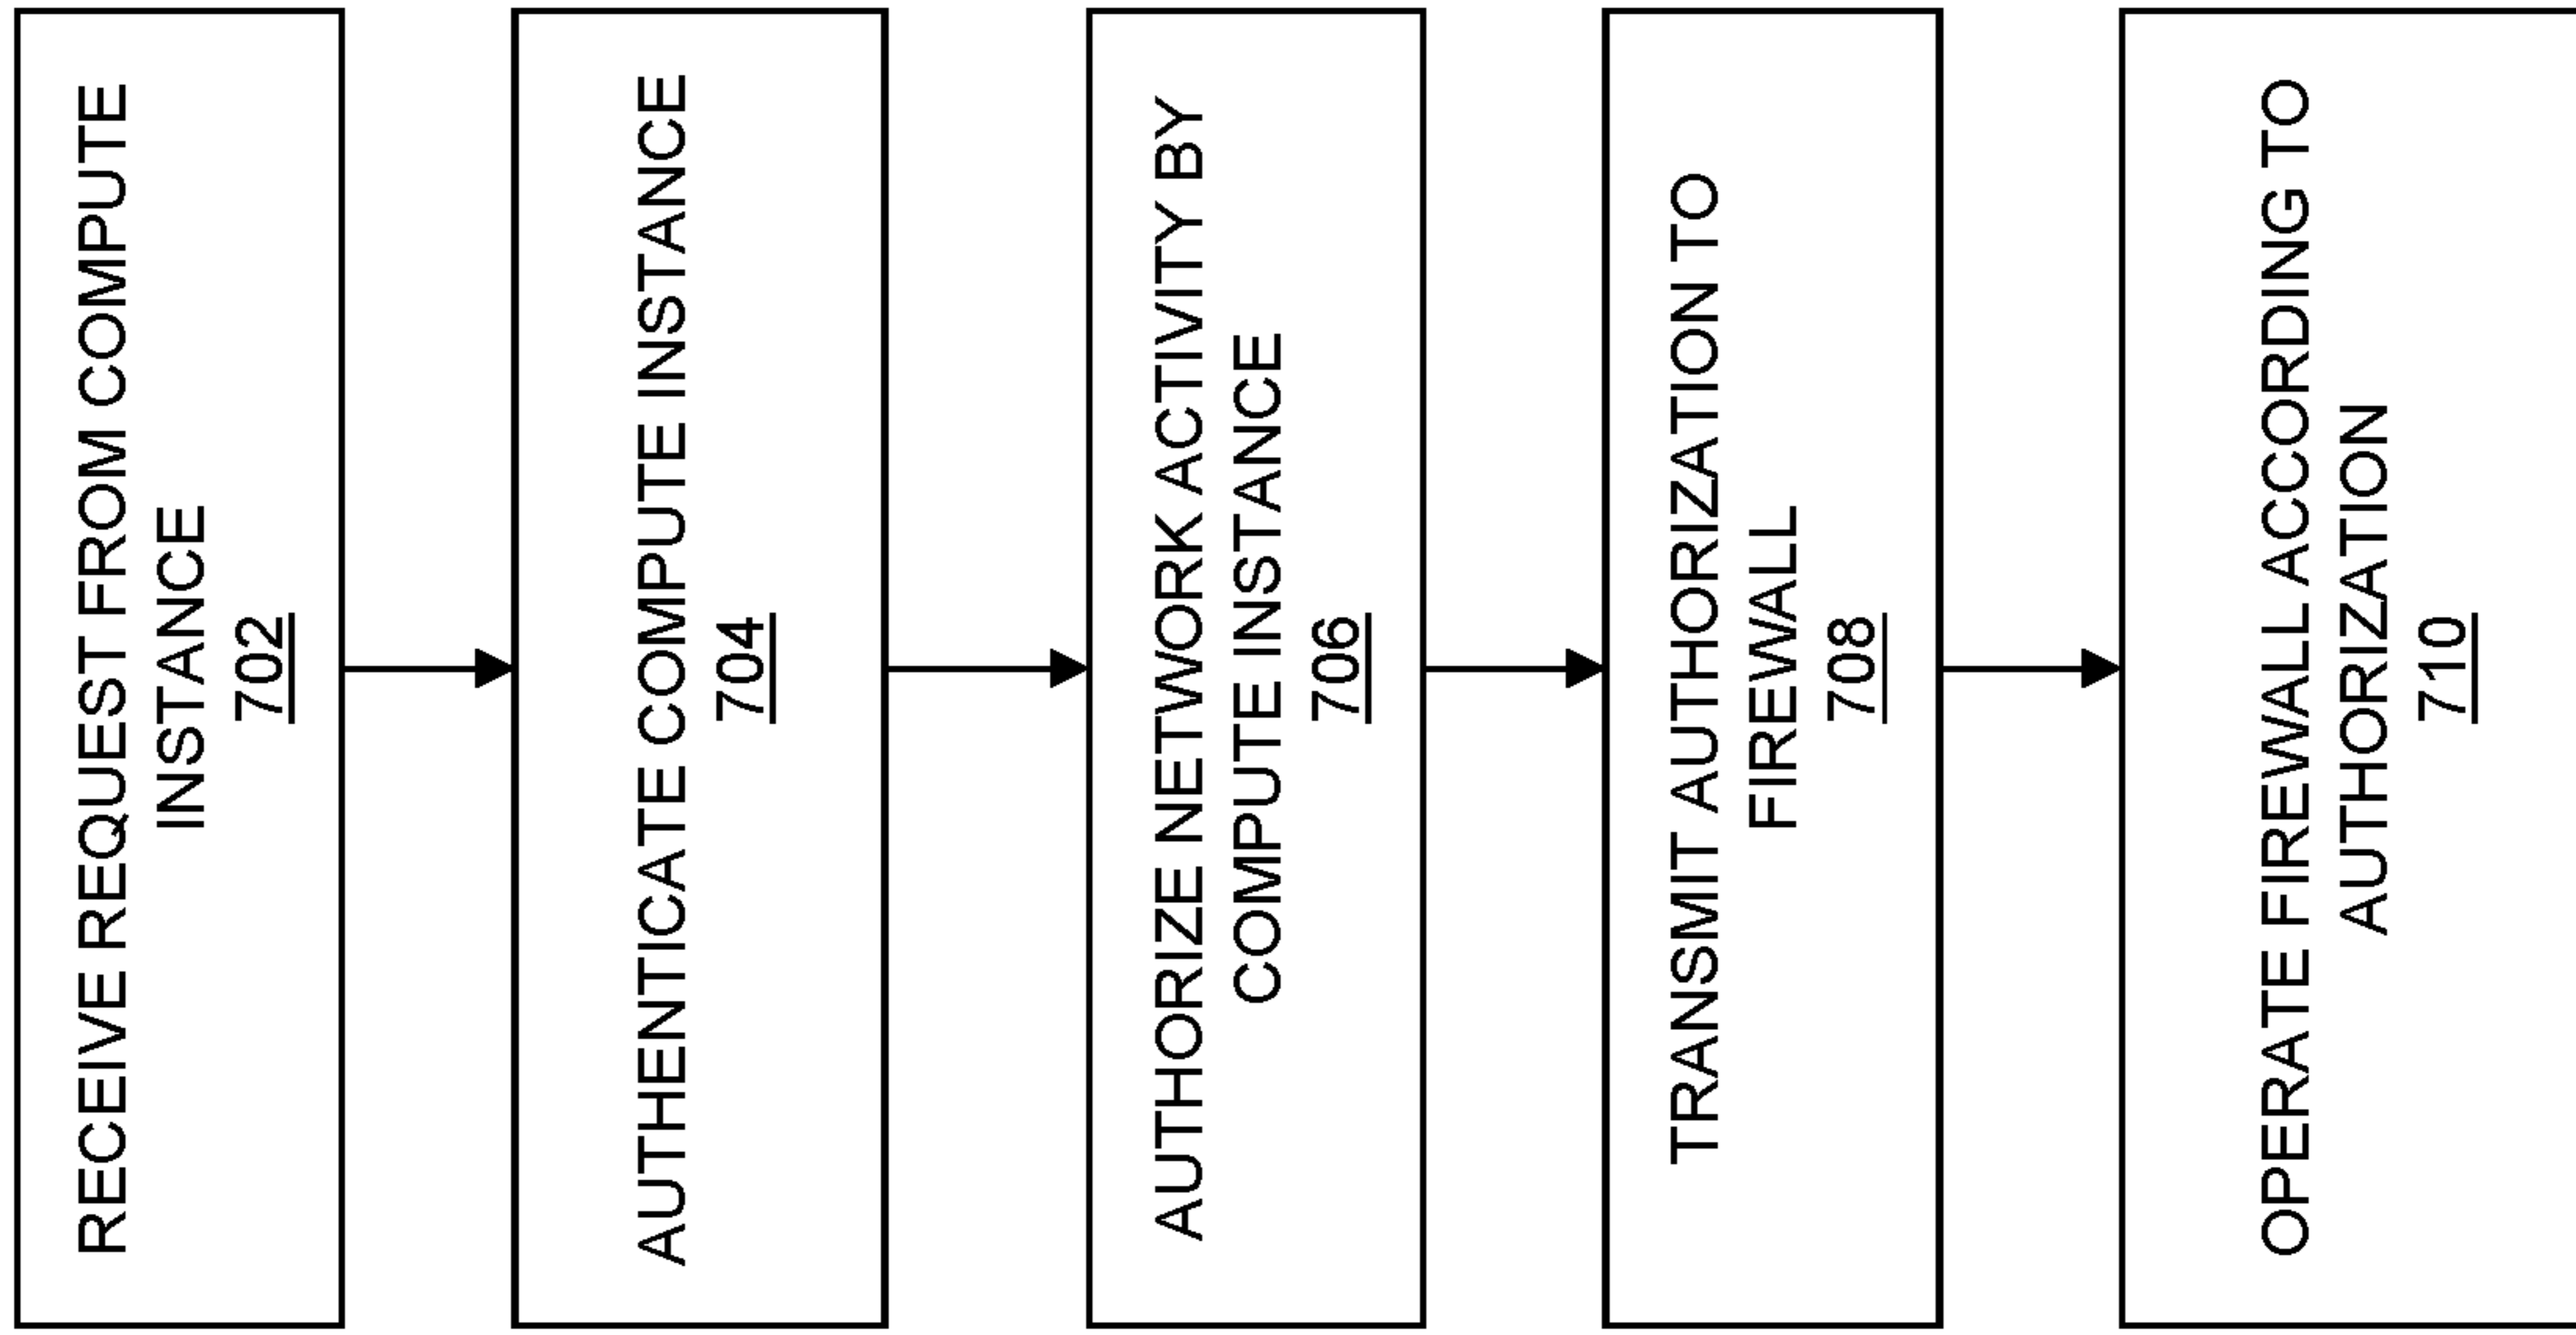 RECEIVE REQUEST FROM COMPUTE
INSTANCE
702
AUTHENTICATE COMPUTE INSTANCE
704
AUTHORIZE NETWORK ACTIVITY BY
COMPUTE INSTANCE
706
TRANSMIT AUTHORIZATION TO
FIREWALL
708
OPERATE FIREWALL ACCORDING TO
AUTHORIZATION
710